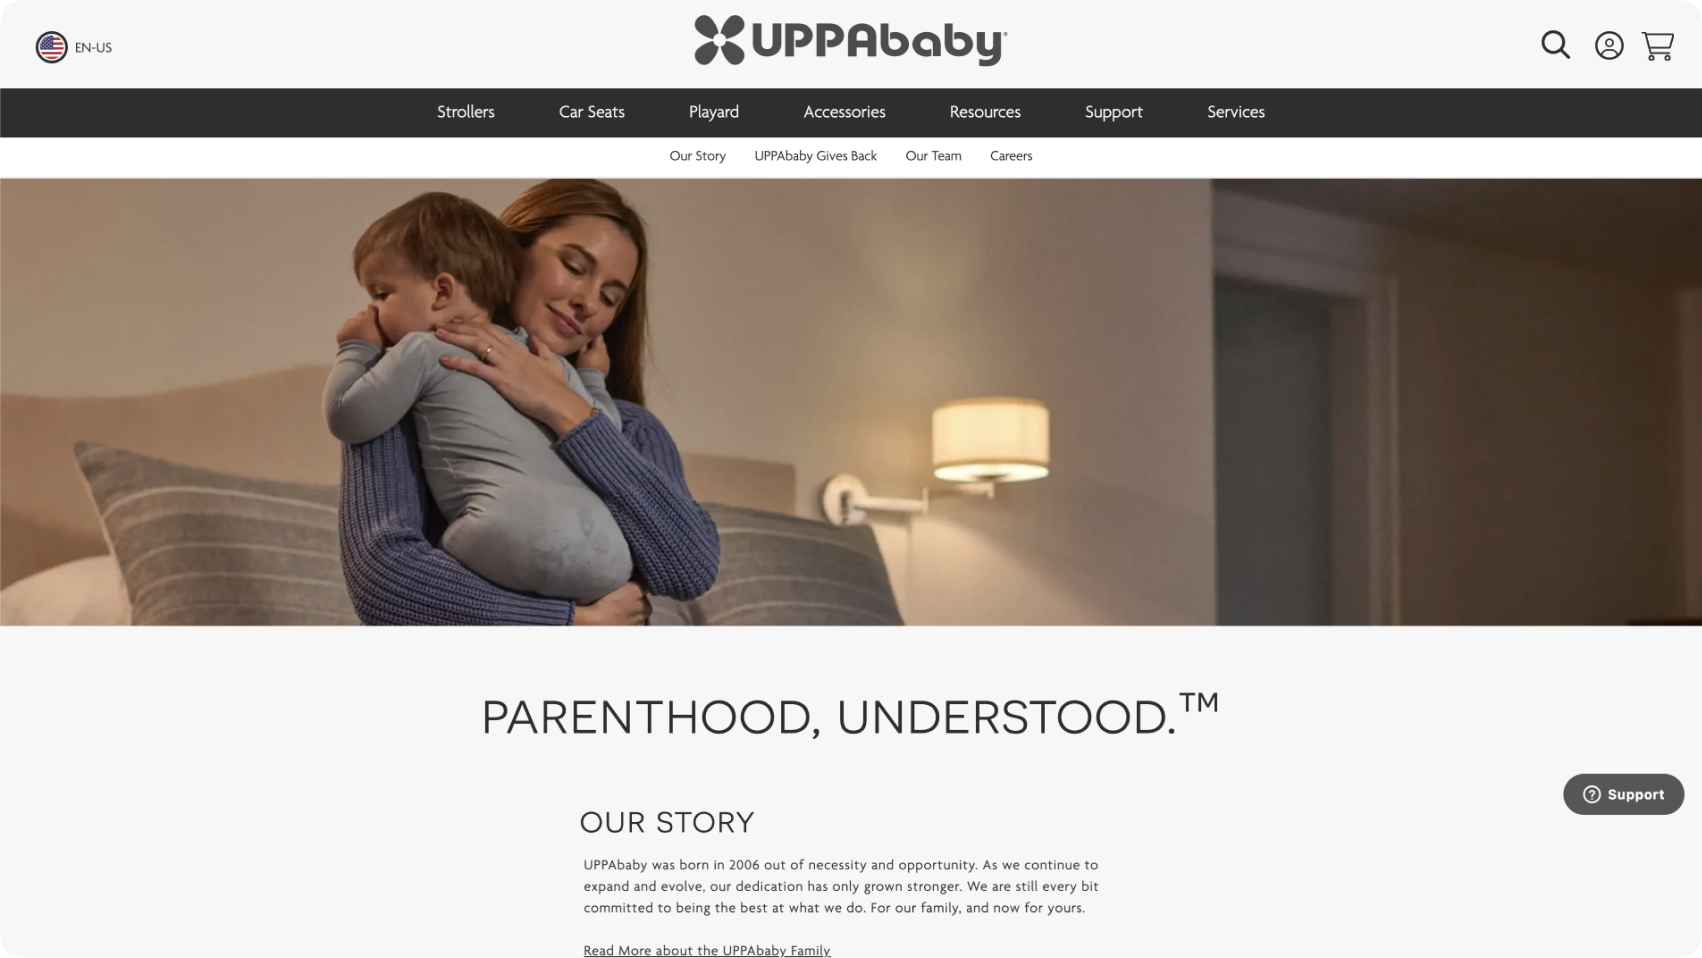 EN-US
UPPAbaby
Strollers Car Seats Playard Accessories Resources Support Services
Our Story UPPAbaby Gives Back Our Team Careers
PARENTHOOD, UNDERSTOOD.™
Support
OUR STORY
UPPAbaby was born in 2006 out of necessity and opportunity. As we continue to
expand and evolve, our dedication has only grown stronger. We are still every bit
committed to being the best at what we do. For our family, and now for yours.
Read More about the UPPAbaby Family